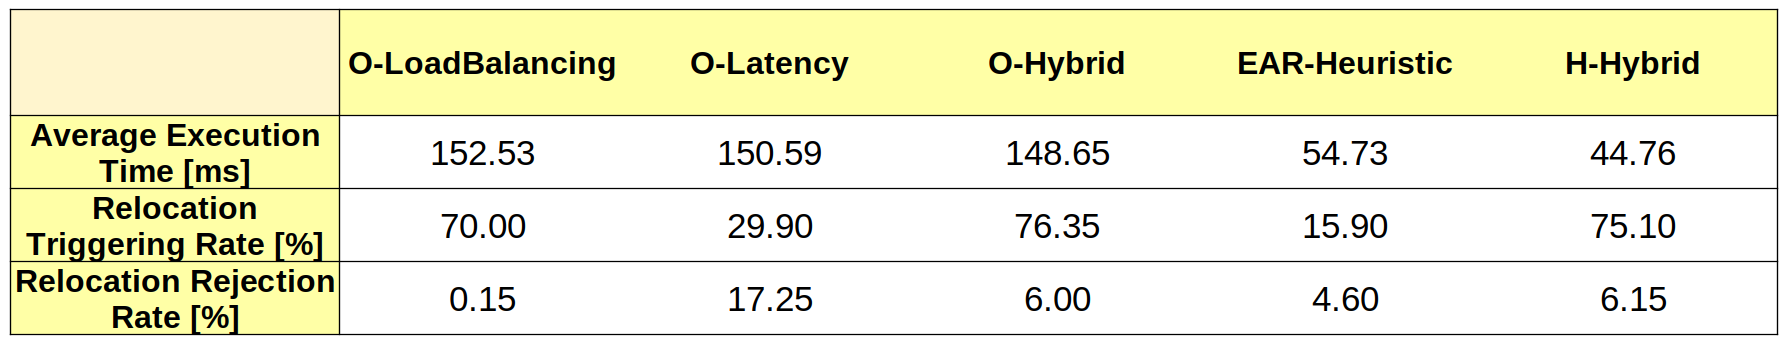 O-LoadBalancing O-Latency O-Hybrid EAR-Heuristic H-Hybrid
Average Execution
Time [ms] 152.53 150.59 148.65 54.73 44.76
Relocation
Triggering Rate [%] 70.00 29.90 76.35 15.90 75.10
Relocation Rejection
Rate [%] 0.15 17.25 6.00 4.60 6.15